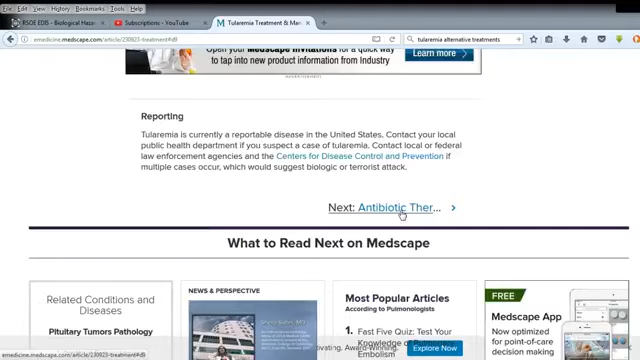 File Edit View History Bookmarks Tools Help
RSOE EDIS - Biological Haza
Subscriptions - YouTube
Tularemia Treatment & Mar
emedicine.medscape.com/article/230923-treatment#d9
tularemia alternative treatments
Open your Medscape Invitations for a quick way
to tap into new product information from Industry
Learn more
ADVERTISEMENT
Reporting
Tularemia is currently a reportable disease in the United States. Contact your local
public health department if you suspect a case of tularemia. Contact local or federal
law enforcement agencies and the Centers for Disease Control and Prevention if
multiple cases occur, which would suggest biologic or terrorist attack.
Next: Antibiotic Ther...
What to Read Next on Medscape
Related Conditions and
Diseases
Pituitary Tumors Pathology
NEWS & PERSPECTIVE
Most Popular Articles
According to Pulmonologists
1. Fast Five Quiz: Test Your
Knowledge of
Embolism
FREE
Medscape App
Now optimized
for point-of-care
decision making
Explore Now
emedicine.medscape.com/article/230923-treatment#d9